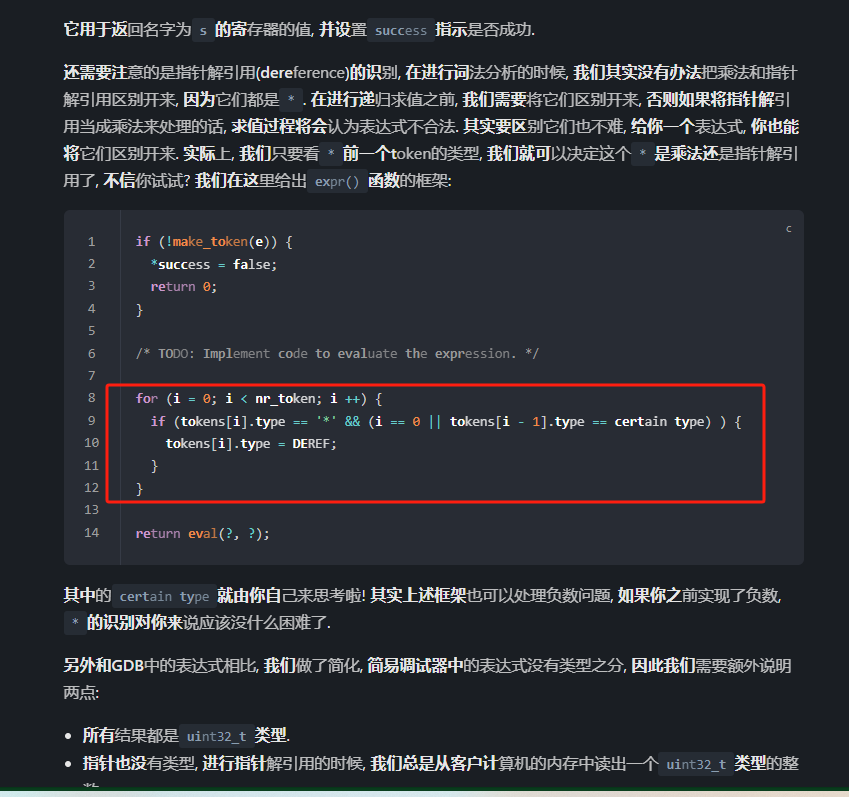 它用于返回名字为 s 的寄存器的值, 并设置 success 指示是否成功.
还需要注意的是指针解引用(dereference)的识别, 在进行词法分析的时候, 我们其实没有办法把乘法和指针
解引用区别开来, 因为它们都是 * . 在进行递归求值之前, 我们需要将它们区别开来, 否则如果将指针解引
用当成乘法来处理的话, 求值过程将会认为表达式不合法. 其实要区别它们也不难, 给你一个表达式, 你也能
将它们区别开来. 实际上, 我们只要看 * 前一个token的类型, 我们就可以决定这个 * 是乘法还是指针解引
用了, 不信你试试? 我们在这里给出 expr() 函数的框架:
c
1 if (!make_token(e)) {
2 *success = false;
3 return 0;
4 }
5
6 /* TODO: Implement code to evaluate the expression. */
7
8 for (i = 0; i < nr_token; i ++) {
9 if (tokens[i].type == '*' && (i == 0 || tokens[i - 1].type == certain type) ) {
10 tokens[i].type = DEREF;
11 }
12 }
13
14 return eval(?, ?);
其中的 certain type 就由你自己来思考啦! 其实上述框架也可以处理负数问题, 如果你之前实现了负数,
* 的识别对你来说应该没什么困难了.
另外和GDB中的表达式相比, 我们做了简化, 简易调试器中的表达式没有类型之分, 因此我们需要额外说明
两点:
• 所有结果都是 uint32_t 类型.
• 指针也没有类型, 进行指针解引用的时候, 我们总是从客户计算机的内存中读出一个 uint32_t 类型的整